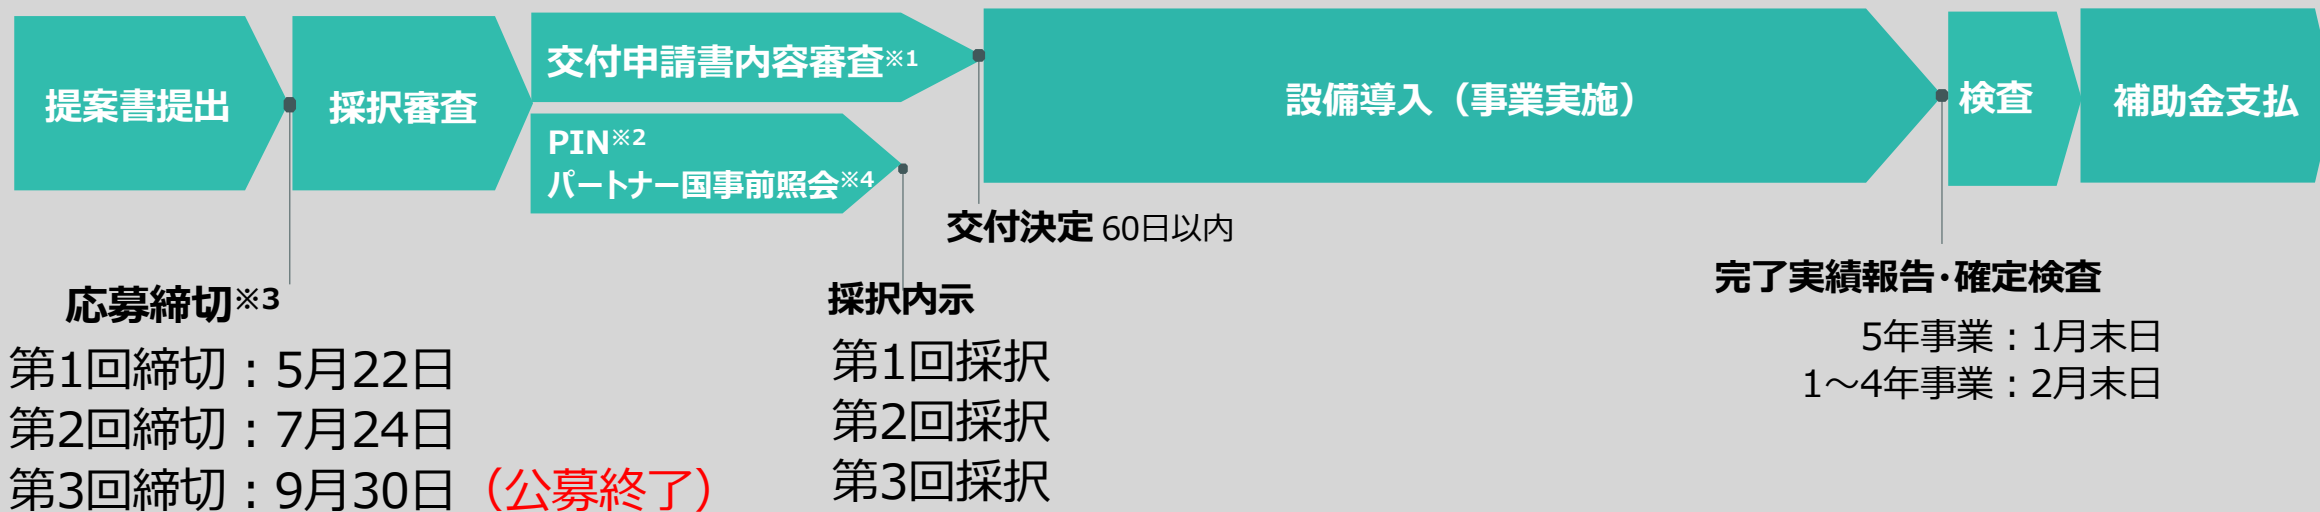 提案書提出
採択審査
交付申請書内容審査※1
PIN※2
パートナー国事前照会※4
設備導入（事業実施）
検査
補助金支払
交付決定 60日以内
応募締切※3
第1回締切：5月22日
第2回締切：7月24日
第3回締切：9月30日（公募終了）
採択内示
第1回採択
第2回採択
第3回採択
完了実績報告･確定検査
5年事業：1月末日
1～4年事業：2月末日